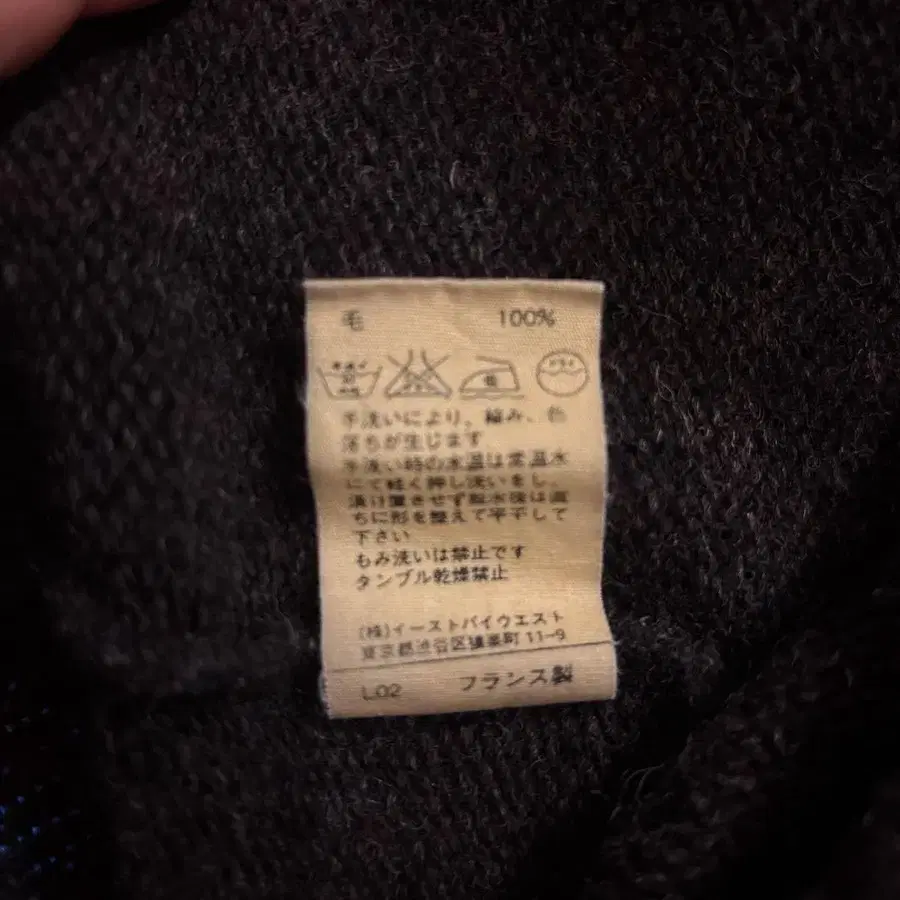 毛 100%
手洗いにより、縮み、色
落ちが生じます
手洗い時の水温は常温水
にて軽く押し洗いをし、
漬け置きせず脱水後は直
ちに形を整えて平干して
下さい
もみ洗いは禁止です
タンブル乾燥禁止
(株)イーストバイウエスト
東京都渋谷区猿楽町11-9
L02 フランス製